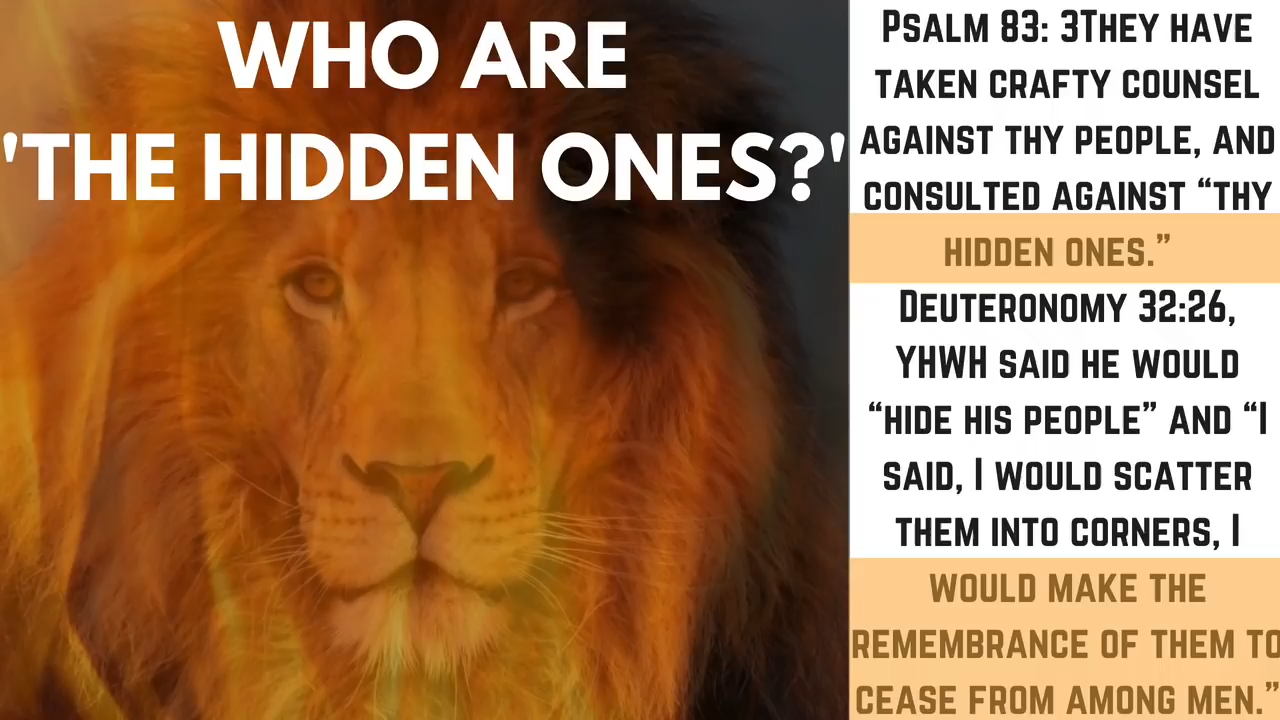 WHO ARE
'THE HIDDEN ONES?'
PSALM 83: 3THEY HAVE
TAKEN CRAFTY COUNSEL
AGAINST THY PEOPLE, AND
CONSULTED AGAINST “THY
HIDDEN ONES.”
DEUTERONOMY 32:26,
YHWH SAID HE WOULD
“HIDE HIS PEOPLE” AND “I
SAID, I WOULD SCATTER
THEM INTO CORNERS, I
WOULD MAKE THE
REMEMBRANCE OF THEM TO
CEASE FROM AMONG MEN.”